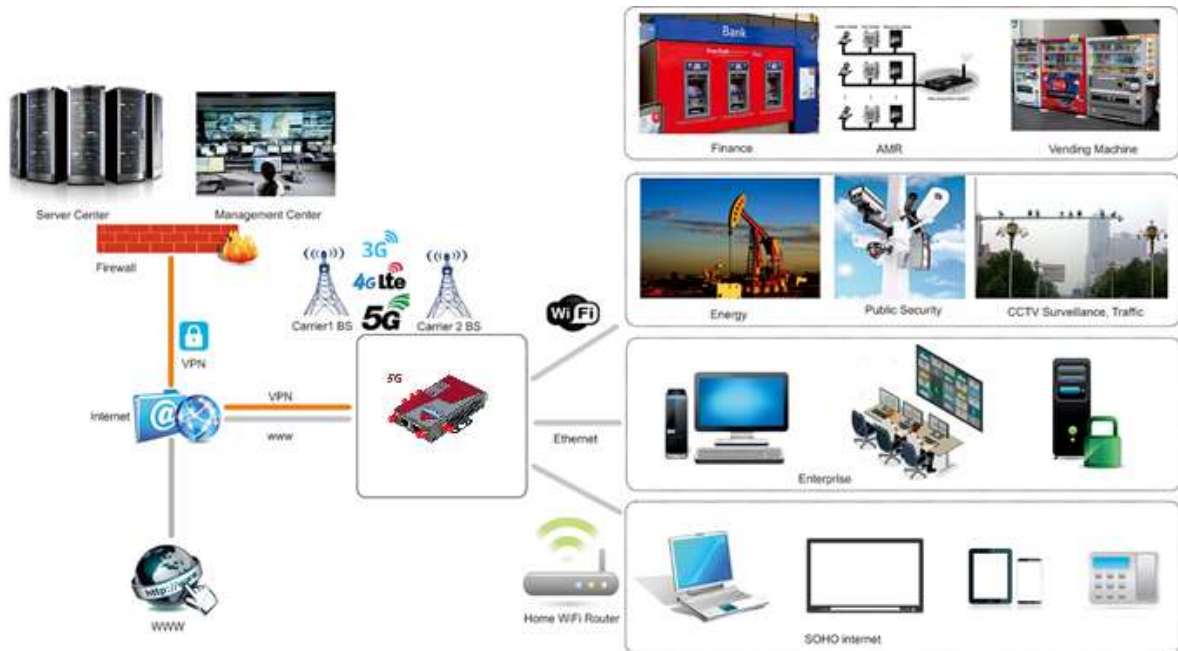 Bank
Finance
AMR
Vending Machine
Server Center
Management Center
Firewall
3G
4G Lte
5G
Carrier1 BS
Carrier 2 BS
WiFi
Energy
Public Security
CCTV Surveillance, Traffic
VPN
5G
Internet
@
VPN
www
Ethernet
Enterprise
http://www
WWW
Home WiFi Router
SOHO internet